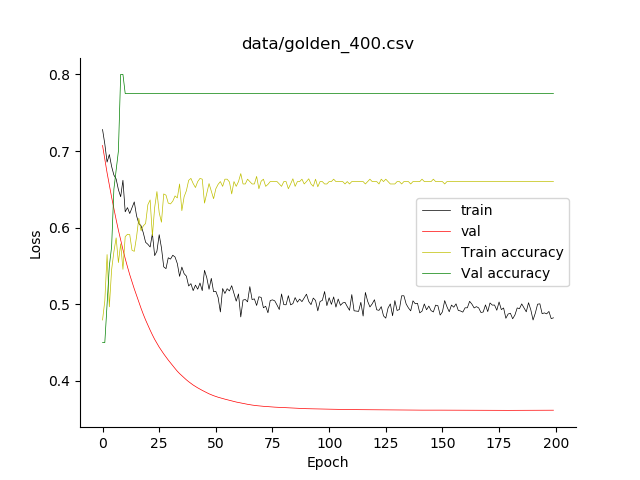 data/golden_400.csv
0.8
0.7
0.6
0.5
0.4
Loss
train
val
Train accuracy
Val accuracy
0 25 50 75 100 125 150 175 200
Epoch